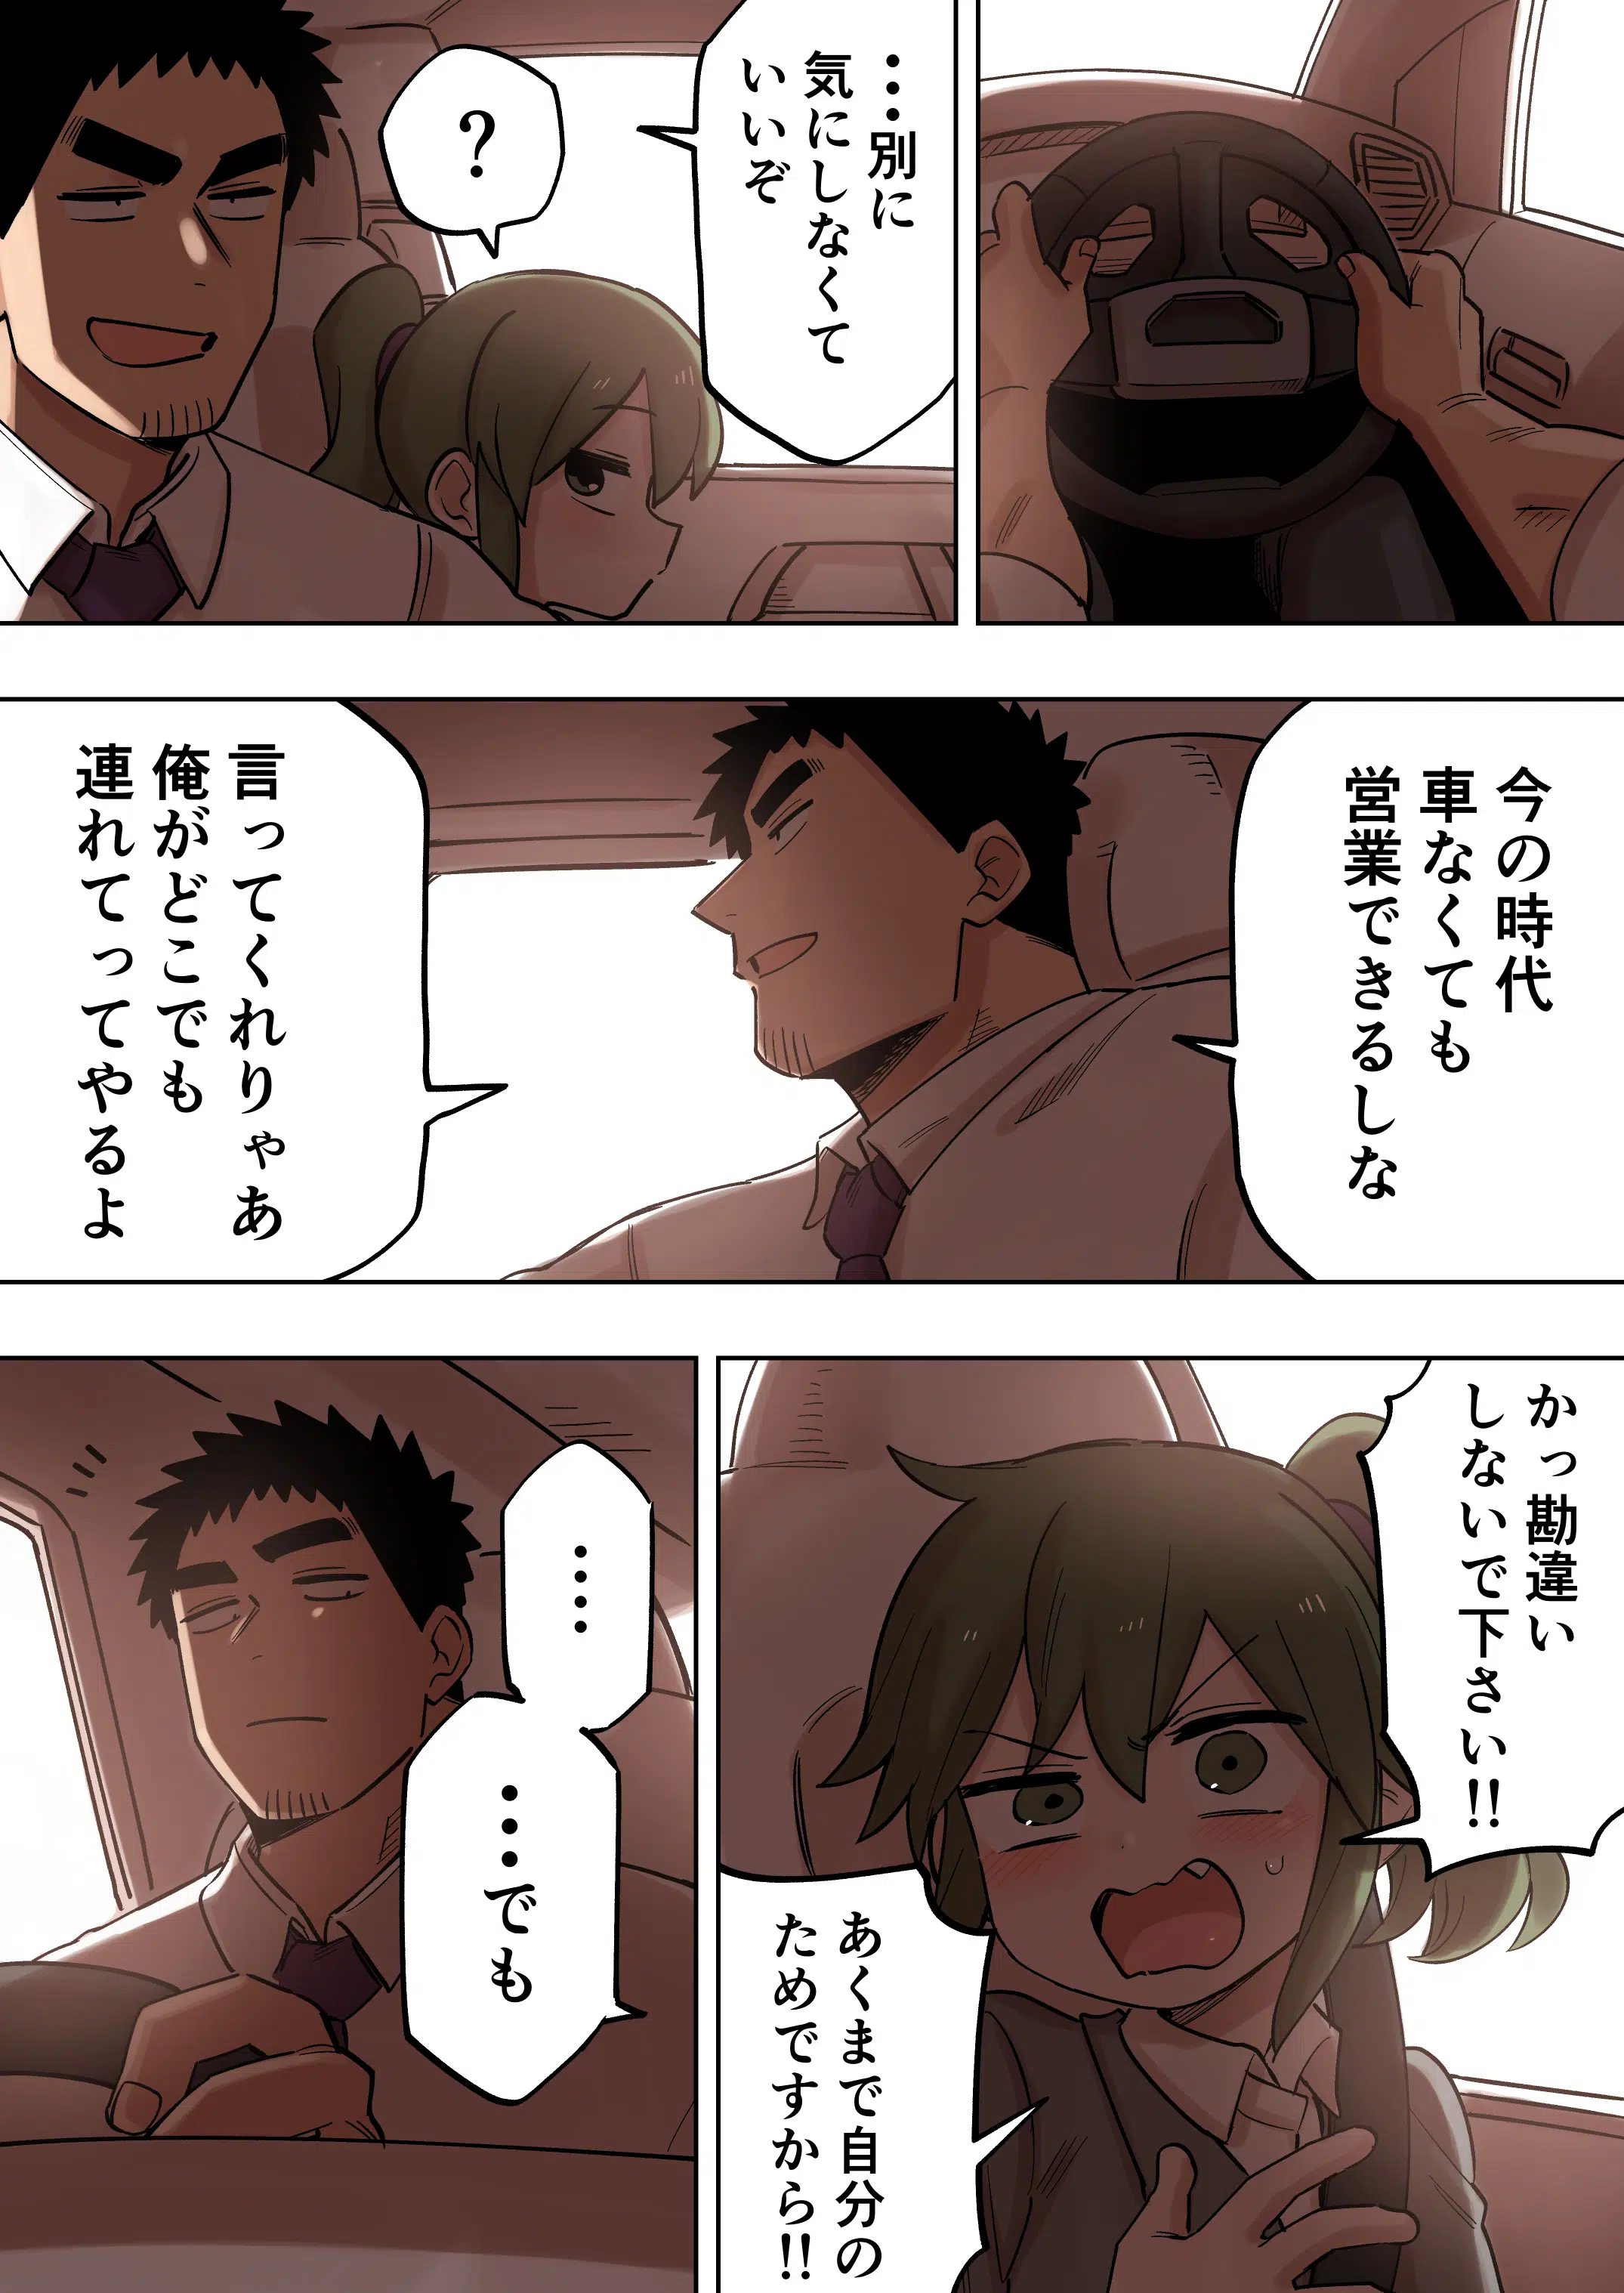 …別に
気にしなくて
いいぞ
？
今の時代
車なくても
営業できるしな
言ってくれりゃあ
俺がどこでも
連れてってやるよ
かっ勘違い
しないで下さい!!
あくまで自分の
ためですから!!
…
…でも